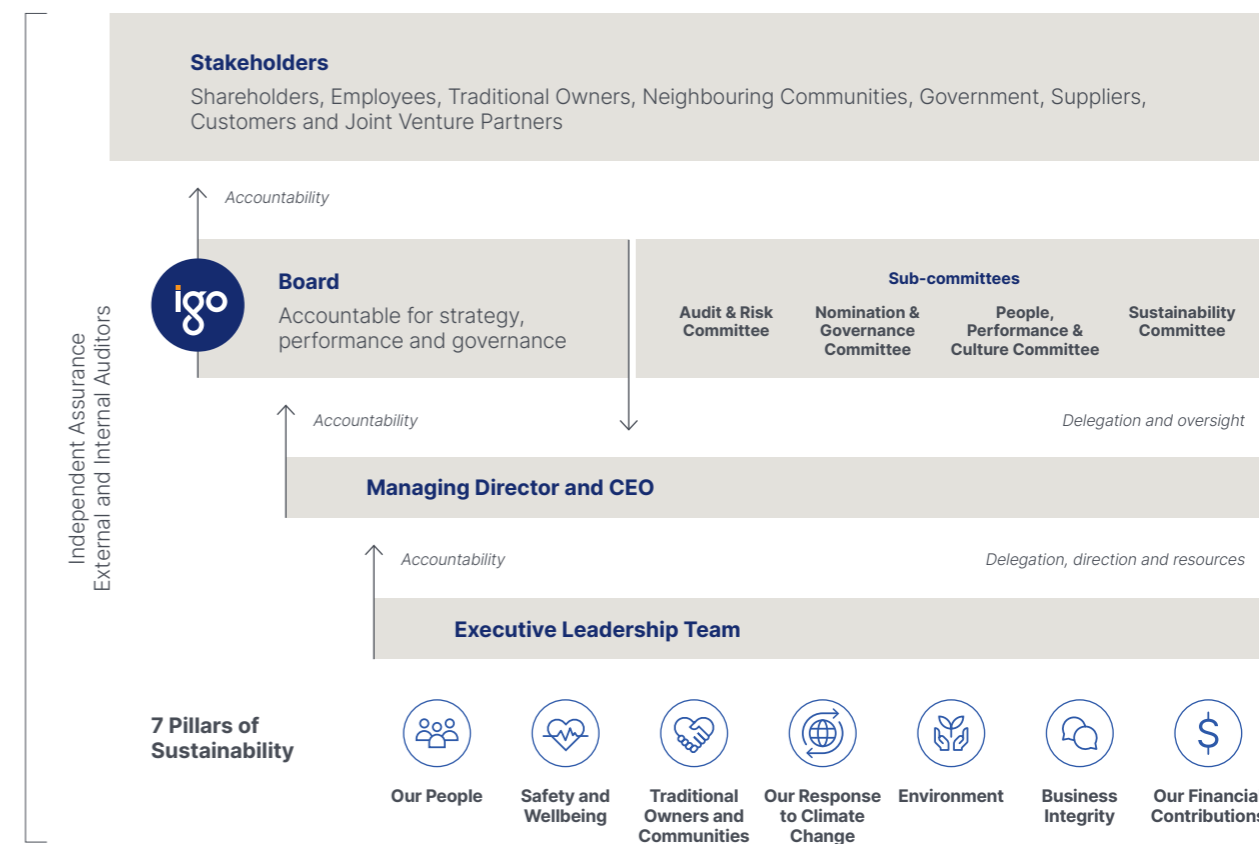 Stakeholders
Shareholders, Employees, Traditional Owners, Neighbouring Communities, Government, Suppliers,
Customers and Joint Venture Partners
Accountability
igo
Board
Accountable for strategy,
performance and governance
Sub-committees
Audit & Risk
Committee
Nomination &
Governance
Committee
People,
Performance &
Culture Committee
Sustainability
Committee
Independent Assurance
External and Internal Auditors
Accountability
Delegation and oversight
Managing Director and CEO
Accountability
Delegation, direction and resources
Executive Leadership Team
7 Pillars of
Sustainability
Our People
Safety and
Wellbeing
Traditional
Owners and
Communities
Our Response
to Climate
Change
Environment
Business
Integrity
Our Financia
Contributions